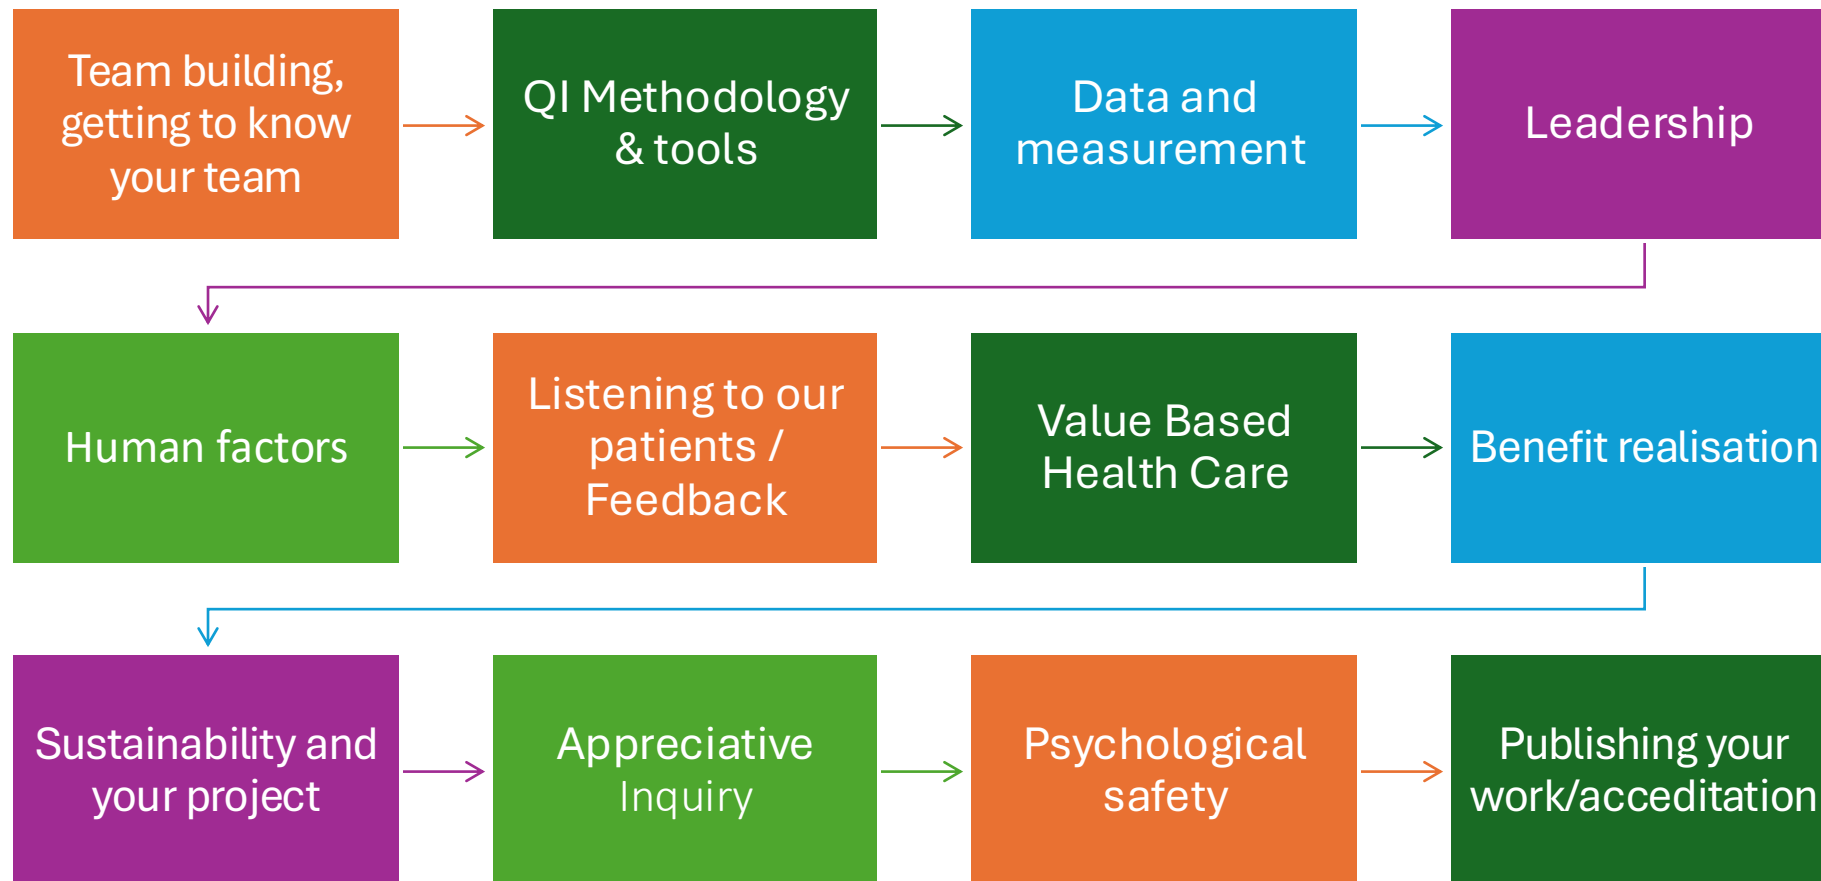 Team building,
getting to know
your team
QI Methodology
& tools
Data and
measurement
Leadership
Human factors
Listening to our
patients /
Feedback
Value Based
Health Care
Benefit realisation
Sustainability and
your project
Appreciative
Inquiry
Psychological
safety
Publishing your
work/acceditation